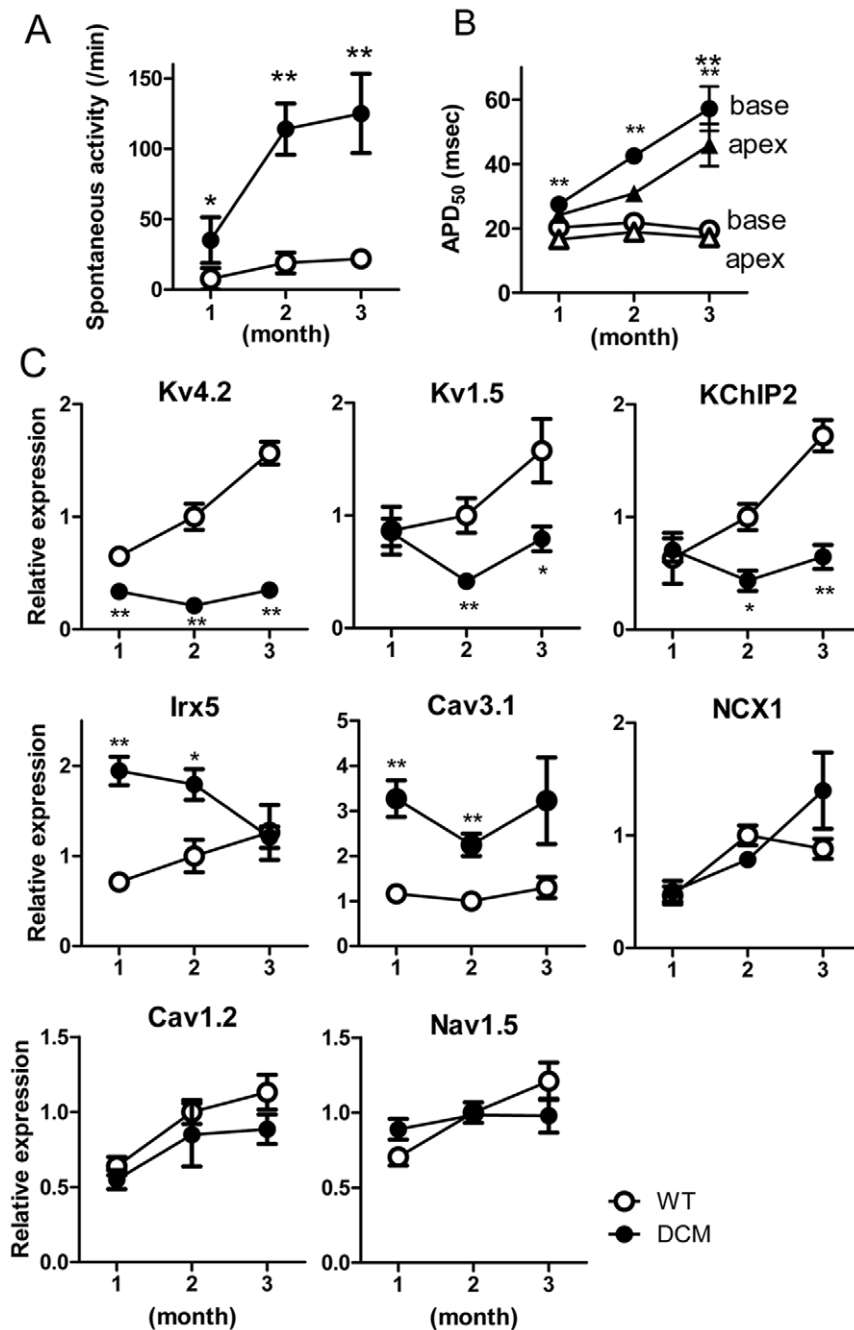 A
Spontaneous activity (/min)
150
100
50
0
*
**
**
1 2 3
(month)
B
APD50 (msec)
60
40
20
0
**
**
**
**
base
apex
base
apex
1 2 3
(month)
C
Kv4.2
Relative expression
2
1
0
** ** **
1 2 3
Kv1.5
2
1
0
**
*
1 2 3
KChIP2
2
1
0
*
**
1 2 3
Irx5
Relative expression
2
1
0
**
*
1 2 3
Cav3.1
5
4
3
2
1
0
**
**
1 2 3
NCX1
2
1
0
1 2 3
Cav1.2
Relative expression
1.5
1.0
0.5
0.0
1 2 3
(month)
Nav1.5
1.5
1.0
0.5
0.0
1 2 3
(month)
WT
DCM